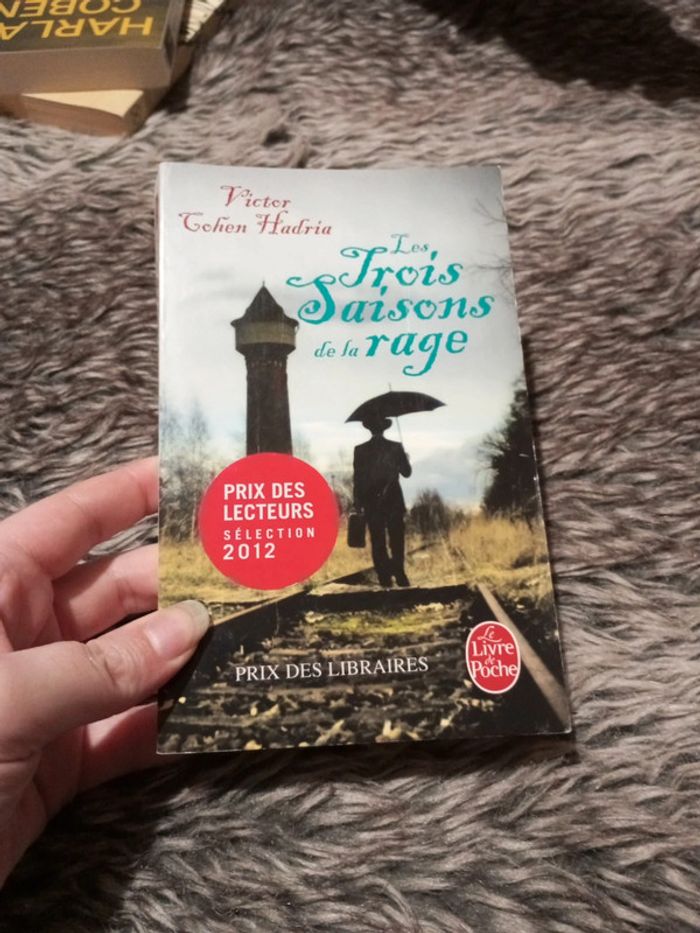 HARLA
COBEN
Victor
Cohen Hadria
Les
Trois
Saisons
de la rage
PRIX DES
LECTEURS
SÉLECTION
2012
PRIX DES LIBRAIRES
Le
Livre
de
Poche